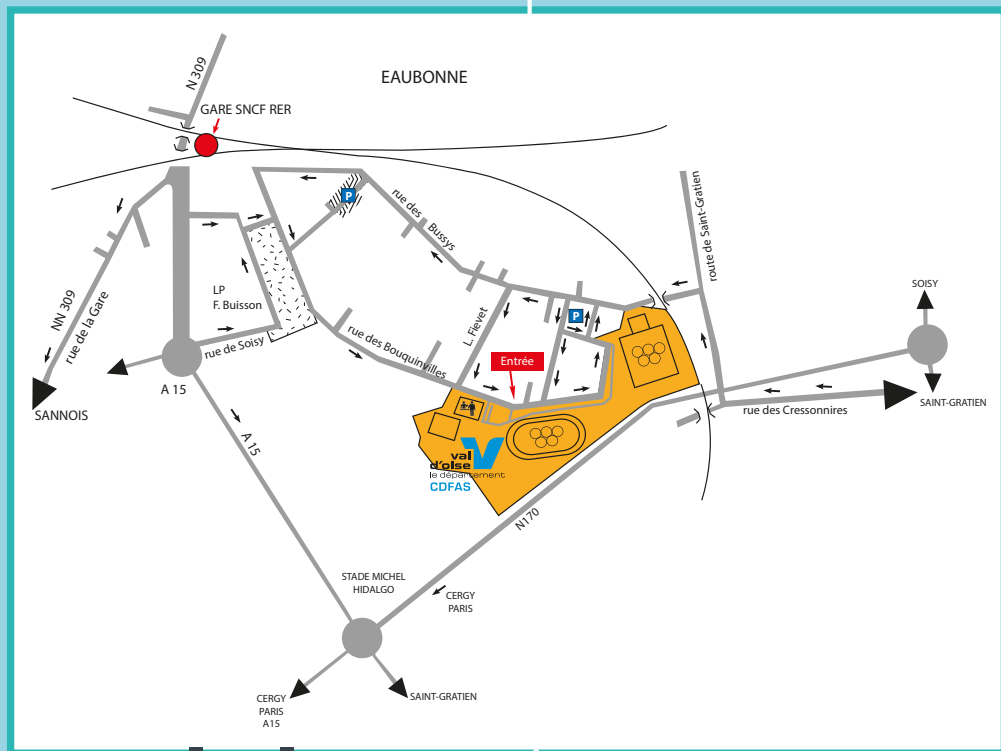 EAUBONNE
N 309
GARE SNCF RER
P
rue des
Bussys
route de Saint-Gratien
LP
F. Buisson
NN 309
rue de la Gare
rue de Soisy
rue des Bouquinvilles
L. Fievet
P
Entrée
SOISY
SAINT-GRATIEN
rue des Cressonnires
SANNOIS
A 15
A 15
val
d'oise
le département
CDFAS
N170
STADE MICHEL
HIDALGO
CERGY
PARIS
CERGY
PARIS
A15
SAINT-GRATIEN